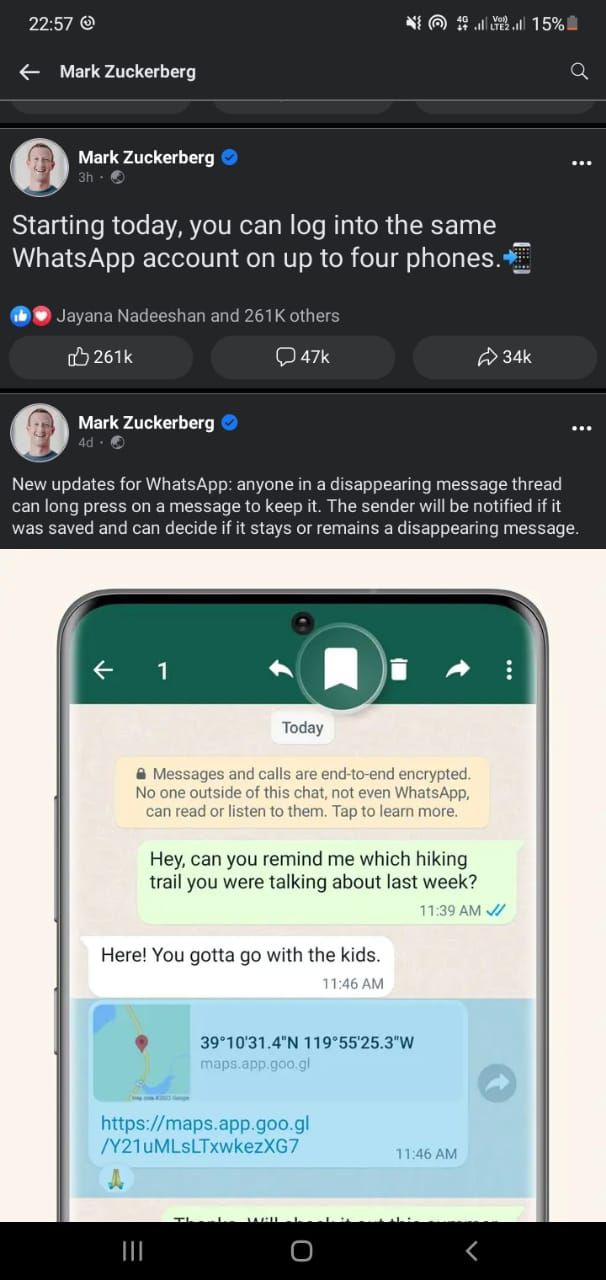 22:57
4G
Vo))
LTE2
15%
Mark Zuckerberg
Mark Zuckerberg
3h ·
Starting today, you can log into the same
WhatsApp account on up to four phones.
Jayana Nadeeshan and 261K others
261k
47k
34k
Mark Zuckerberg
4d ·
New updates for WhatsApp: anyone in a disappearing message thread
can long press on a message to keep it. The sender will be notified if it
was saved and can decide if it stays or remains a disappearing message.
1
Today
Messages and calls are end-to-end encrypted.
No one outside of this chat, not even WhatsApp,
can read or listen to them. Tap to learn more.
Hey, can you remind me which hiking
trail you were talking about last week?
11:39 AM
Here! You gotta go with the kids.
11:46 AM
39°10'31.4"N 119°55'25.3"W
maps.app.goo.gl
https://maps.app.goo.gl
/Y21uMLsLTxwkezXG7
11:46 AM
Thanks. Will check it out this summer